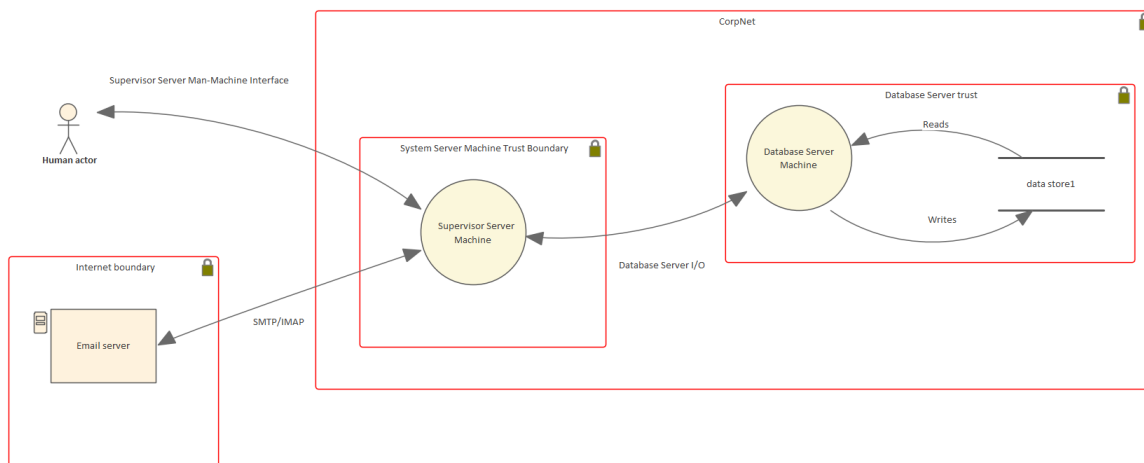 CorpNet
Supervisor Server Man-Machine Interface
Human actor
System Server Machine Trust Boundary
Supervisor Server
Machine
Database Server trust
Reads
Database Server
Machine
data store1
Writes
Database Server I/O
Internet boundary
Email server
SMTP/IMAP